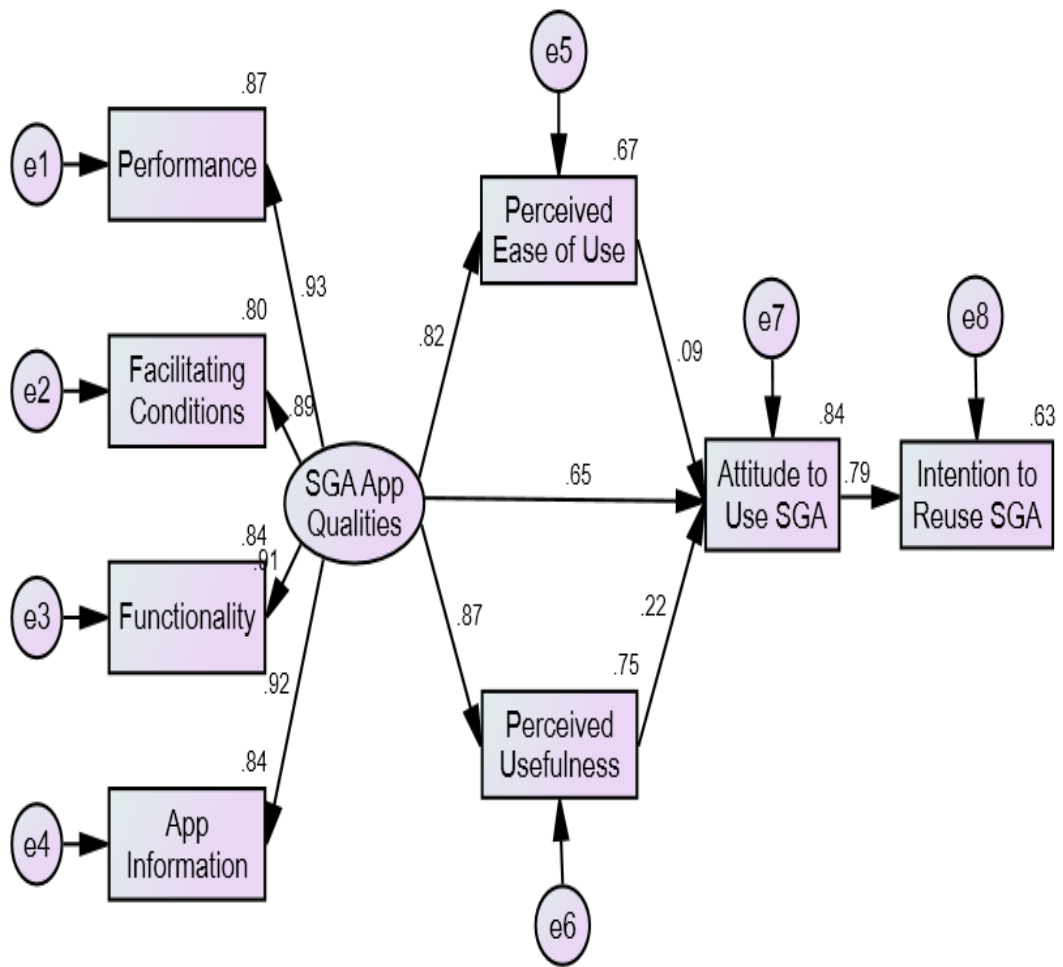 e5
.87
e1
Performance
.67
Perceived
Ease of Use
.93
.80
e2
Facilitating
Conditions
.89
.82
.09
e7
e8
SGA App
Qualities
.65
.84
Attitude to
Use SGA
.79
.63
Intention to
Reuse SGA
.84
.91
e3
Functionality
.87
.22
.92
.75
Perceived
Usefulness
.84
e4
App
Information
e6